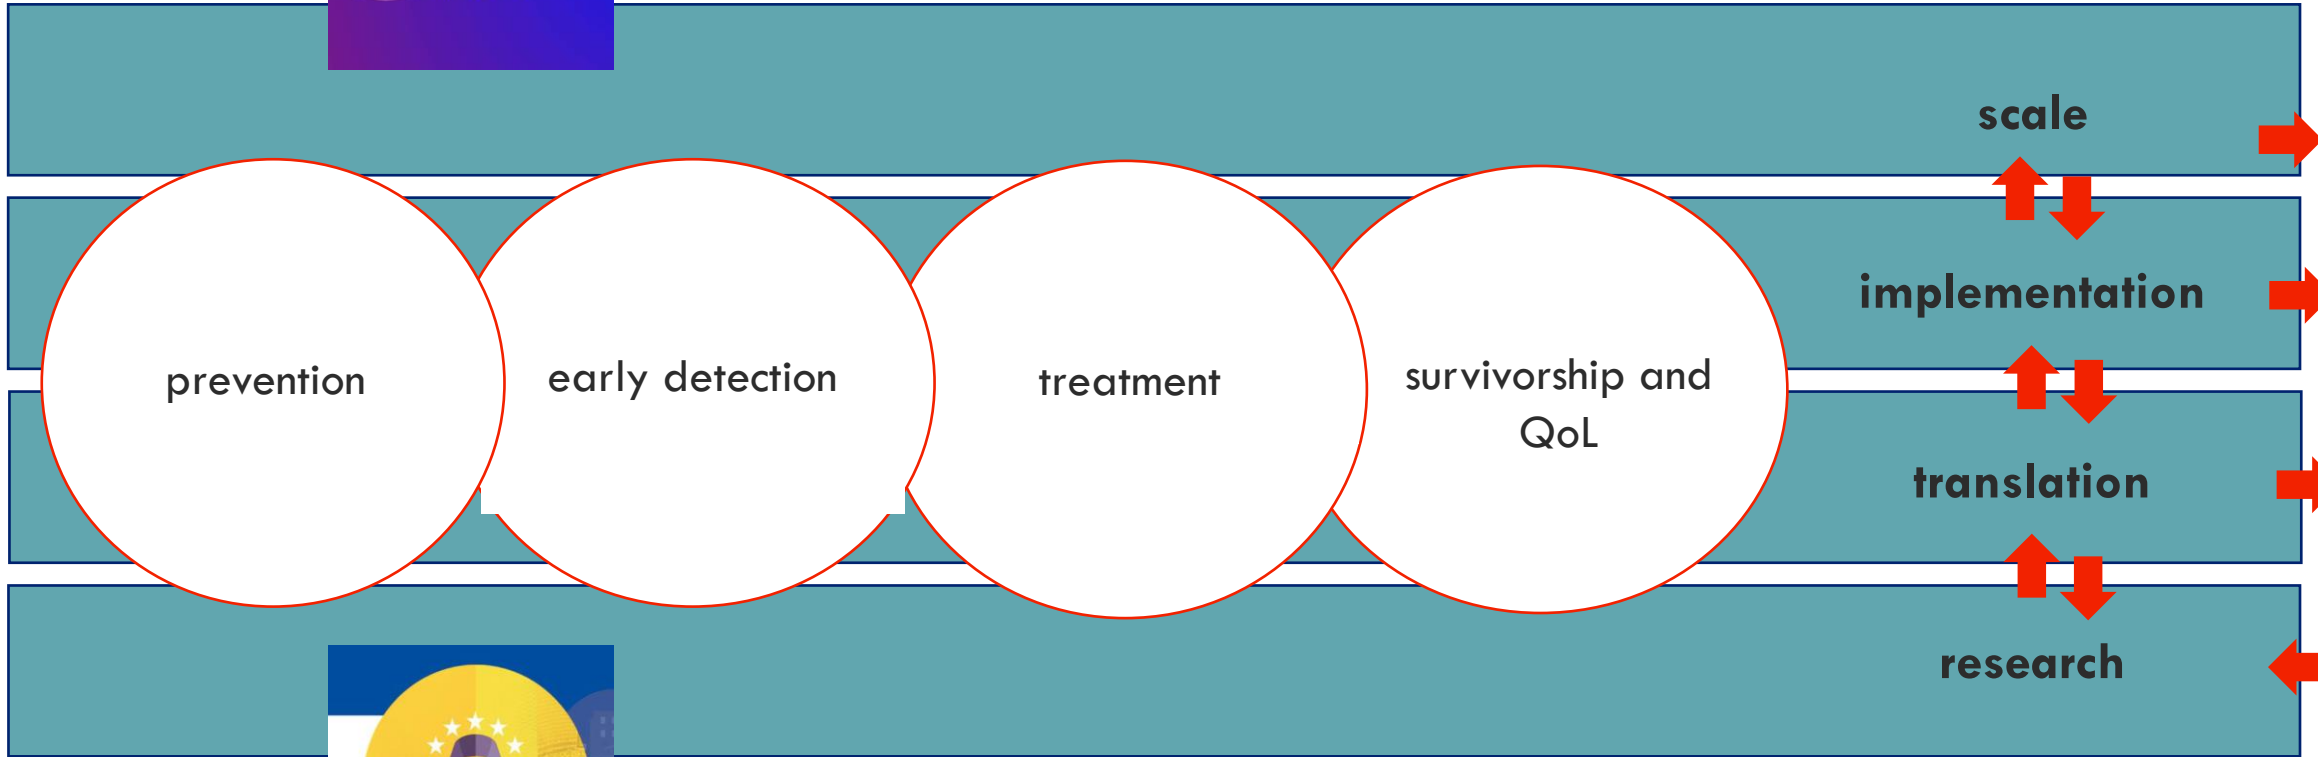 scale
implementation
prevention
early detection
treatment
survivorship and
QoL
translation
research